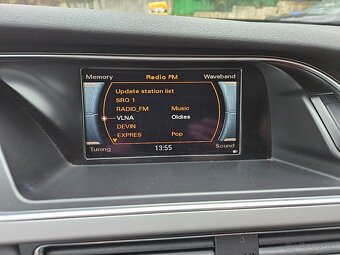 Memory Radio FM Waveband
Update station list
SRO 1
RADIO_FM Music
VLNA Oldies
DEVIN
EXPRES Pop
Tuning 13:55 Sound